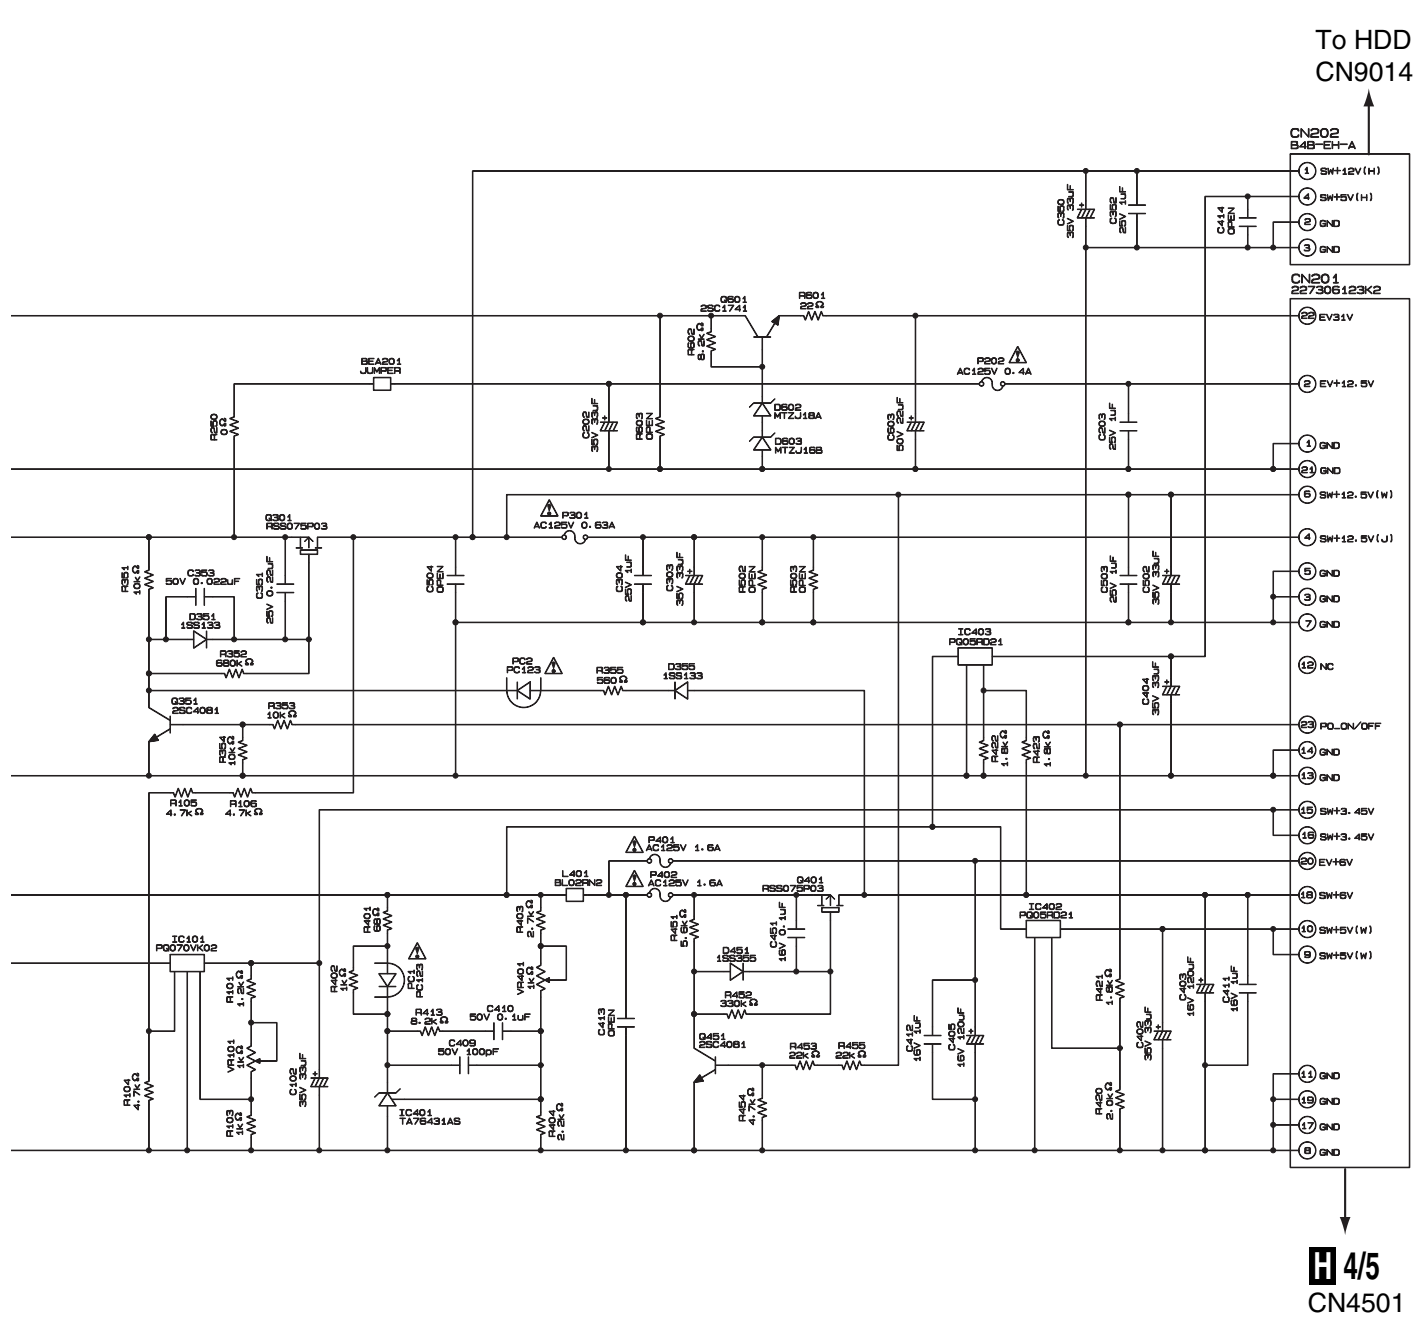 To HDD
CN9014
CN202
B4B-EH-A
1 SW+12V(H)
4 SW+5V(H)
2 GND
3 GND
C350
35V 33uF
C352
25V 1uF
C414
OPEN
CN201
227306123K2
22 EV31V
2 EV+12.5V
1 GND
21 GND
6 SW+12.5V(W)
4 SW+12.5V(J)
5 GND
3 GND
7 GND
12 NC
23 PO_ON/OFF
14 GND
13 GND
15 SW+3.45V
16 SW+3.45V
20 EV+6V
18 SW+6V
10 SW+5V(W)
9 SW+5V(W)
11 GND
19 GND
17 GND
8 GND
Q601
2SC1741
R601
22Ω
R602
8.2kΩ
BEA201
JUMPER
P202
AC125V 0.4A
R250
0Ω
C202
35V 33uF
R603
OPEN
D602
MTZJ18A
D603
MTZJ16B
C603
50V 22uF
C203
25V 1uF
Q301
RSS075P03
P301
AC125V 0.63A
R351
10kΩ
C353
50V 0.022uF
C351
25V 0.22uF
D351
1SS133
R352
680kΩ
C504
OPEN
C304
25V 1uF
C303
35V 33uF
R502
OPEN
R503
OPEN
C503
25V 1uF
C502
35V 33uF
IC403
PQ05RD21
PC2
PC123
R355
560Ω
D355
1SS133
C404
35V 33uF
Q351
2SC4081
R353
10kΩ
R354
10kΩ
R422
1.8kΩ
R423
1.8kΩ
R105
4.7kΩ
R106
4.7kΩ
P401
AC125V 1.6A
L401
BL02RN2
P402
AC125V 1.6A
Q401
RSS075P03
R401
68Ω
R403
2.7kΩ
R451
5.6kΩ
C451
16V 0.1uF
IC402
PQ05RD21
IC101
PQ070VK02
R101
1.2kΩ
R402
1kΩ
PC1
PC123
VR401
1kΩ
D451
1SS355
R452
330kΩ
R413
8.2kΩ
C410
50V 0.1uF
C409
50V 100pF
C413
OPEN
Q451
2SC4081
R453
22kΩ
R455
22kΩ
C412
16V 1uF
C405
16V 120uF
R421
1.8kΩ
C402
35V 33uF
C403
16V 120uF
C411
16V 1uF
VR101
1kΩ
C102
35V 33uF
R104
4.7kΩ
R103
1kΩ
IC401
TA76431AS
R404
2.2kΩ
R454
4.7kΩ
R420
2.0kΩ
H 4/5
CN4501